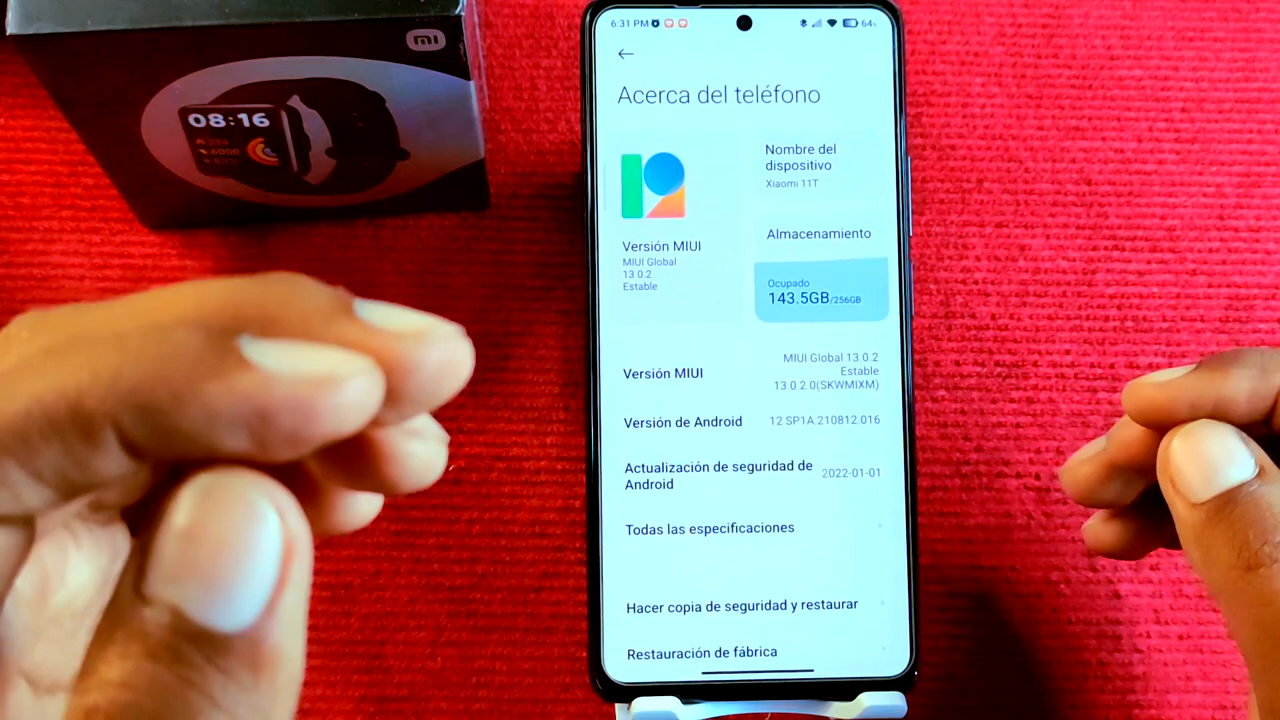 08:16
6000
6:31 PM
64
Acerca del teléfono
Nombre del
dispositivo
Xiaomi 11T
Versión MIUI
MIUI Global
13.0.2
Estable
Almacenamiento
Ocupado
143.5GB/256GB
Versión MIUI
MIUI Global 13.0.2
Estable
13.0.2.0(SKWMIXM)
Versión de Android
12 SP1A.210812.016
Actualización de seguridad de
Android
2022-01-01
Todas las especificaciones
Hacer copia de seguridad y restaurar
Restauración de fábrica